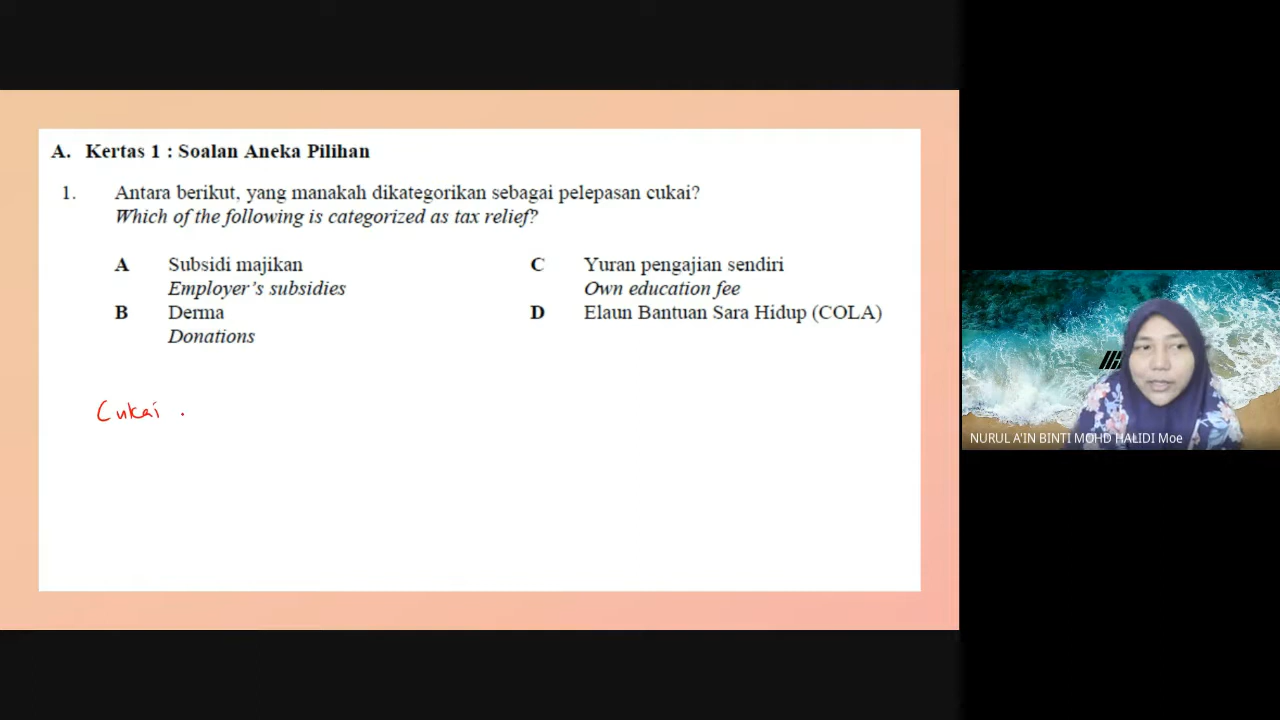 A. Kertas 1 : Soalan Aneka Pilihan
1. Antara berikut, yang manakah dikategorikan sebagai pelepasan cukai?
Which of the following is categorized as tax relief?
A Subsidi majikan
Employer's subsidies
B Derma
Donations
C Yuran pengajian sendiri
Own education fee
D Elaun Bantuan Sara Hidup (COLA)
Cukai
NURUL A'IN BINTI MOHD HALIDI Moe